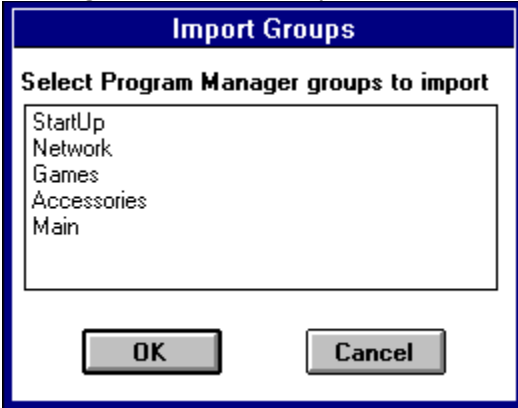 Import Groups
Select Program Manager groups to import
StartUp
Network
Games
Accessories
Main
OK
Cancel